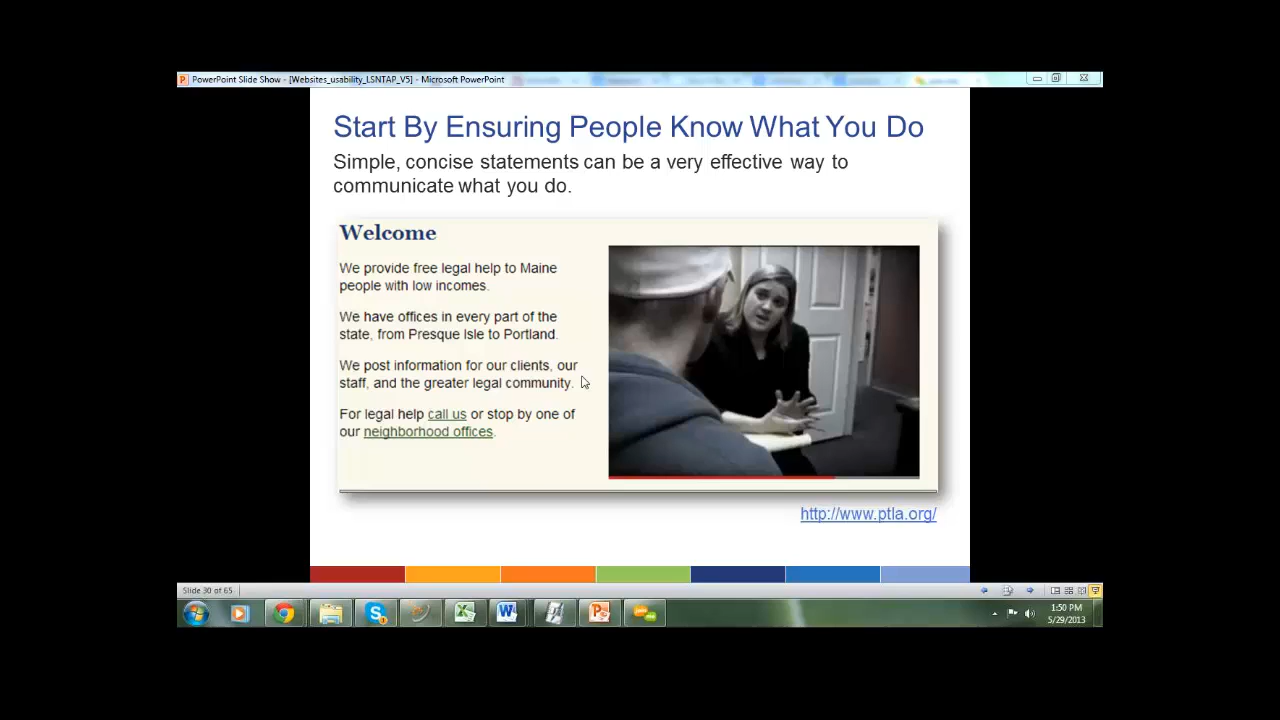 PowerPoint Slide Show - [Websites_usability_LSNTAP_V5] - Microsoft PowerPoint
Start By Ensuring People Know What You Do
Simple, concise statements can be a very effective way to
communicate what you do.
Welcome
We provide free legal help to Maine
people with low incomes.
We have offices in every part of the
state, from Presque Isle to Portland.
We post information for our clients, our
staff, and the greater legal community.
For legal help call us or stop by one of
our neighborhood offices.
http://www.ptla.org/
Slide 30 of 65
1:50 PM
5/29/2013